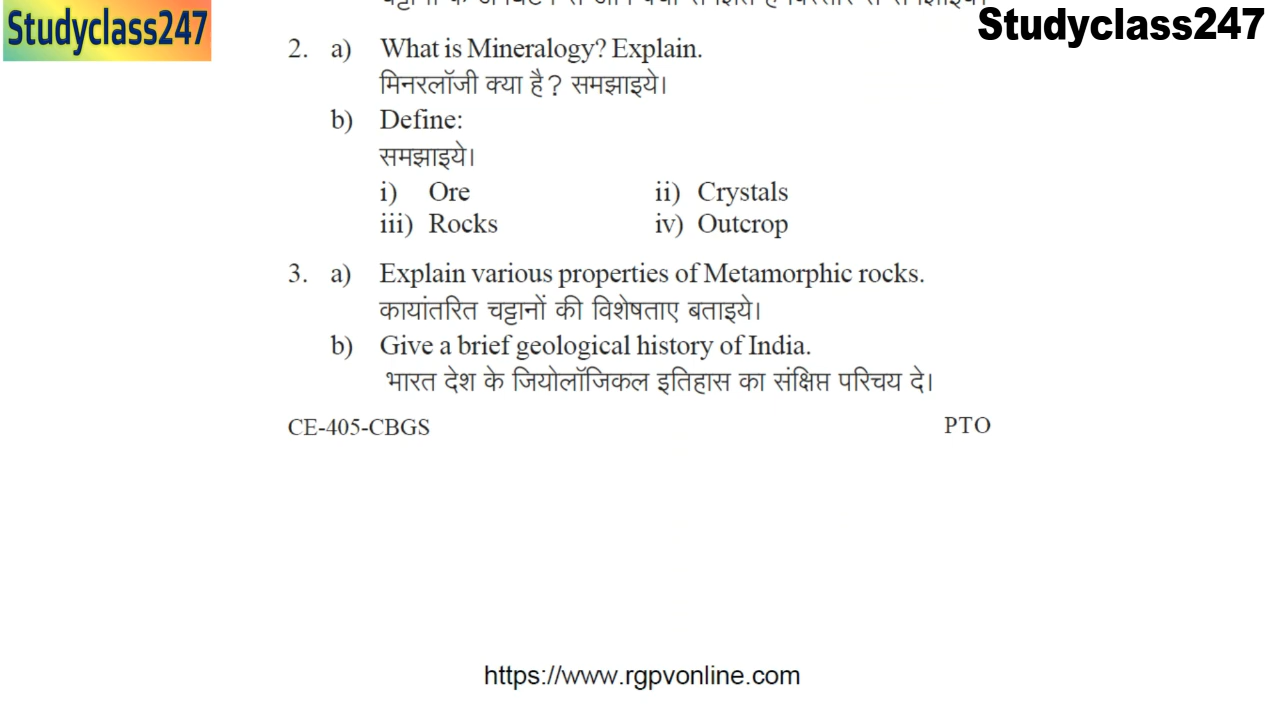 Studyclass247
Studyclass247
2. a) What is Mineralogy? Explain.
मिनरलॉजी क्या है? समझाइये।
b) Define:
समझाइये।
i) Ore ii) Crystals
iii) Rocks iv) Outcrop
3. a) Explain various properties of Metamorphic rocks.
कायांतरित चट्टानों की विशेषताए बताइये।
b) Give a brief geological history of India.
भारत देश के जियोलॉजिकल इतिहास का संक्षिप्त परिचय दे।
CE-405-CBGS PTO
https://www.rgpvonline.com